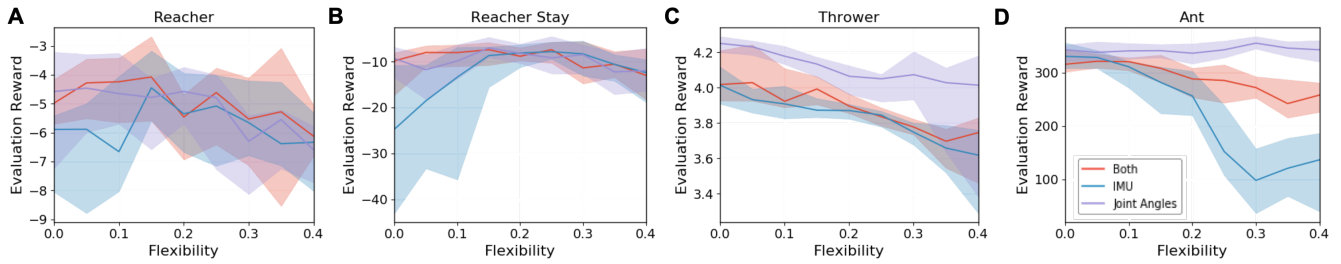 A
Reacher
Evaluation Reward
−3
−4
−5
−6
−7
−8
−9
0.0 0.1 0.2 0.3 0.4
Flexibility
B
Reacher Stay
Evaluation Reward
0
−10
−20
−30
−40
0.0 0.1 0.2 0.3 0.4
Flexibility
C
Thrower
Evaluation Reward
4.2
4.0
3.8
3.6
3.4
0.0 0.1 0.2 0.3 0.4
Flexibility
D
Ant
Evaluation Reward
300
200
100
Both
IMU
Joint Angles
0.0 0.1 0.2 0.3 0.4
Flexibility